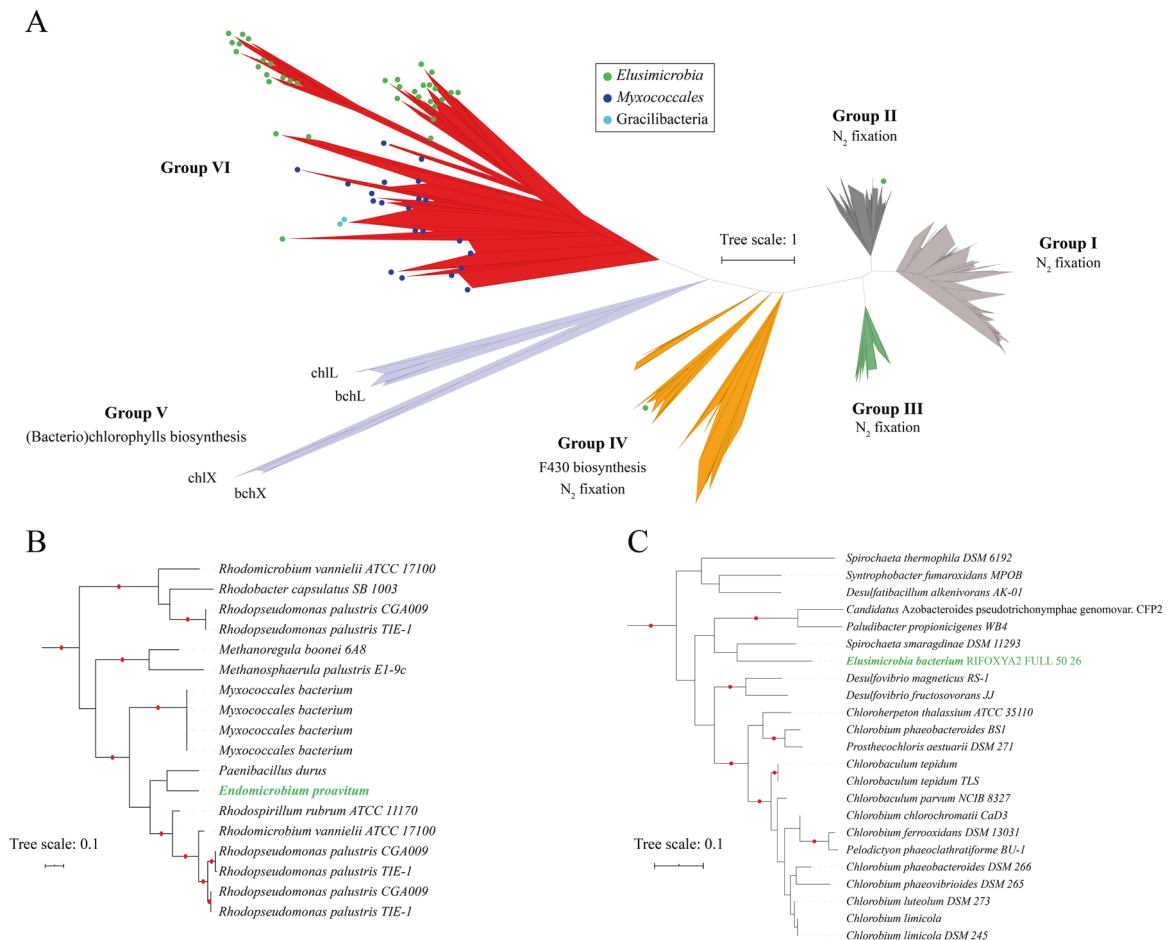 A
Elusimicrobia
Myxococcales
Gracilibacteria
Group II
N2 fixation
Group VI
Tree scale: 1
Group I
N2 fixation
chlL
bchL
Group V
(Bacterio)chlorophylls biosynthesis
chlX
bchX
Group IV
F430 biosynthesis
N2 fixation
Group III
N2 fixation
B
Rhodomicrobium vannielii ATCC 17100
Rhodobacter capsulatus SB 1003
Rhodopseudomonas palustris CGA009
Rhodopseudomonas palustris TIE-1
Methanoregula boonei 6A8
Methanosphaerula palustris E1-9c
Myxococcales bacterium
Myxococcales bacterium
Myxococcales bacterium
Myxococcales bacterium
Paenibacillus durus
Endomicrobium proavitum
Rhodospirillum rubrum ATCC 11170
Rhodomicrobium vannielii ATCC 17100
Rhodopseudomonas palustris CGA009
Rhodopseudomonas palustris TIE-1
Rhodopseudomonas palustris CGA009
Rhodopseudomonas palustris TIE-1
Tree scale: 0.1
C
Spirochaeta thermophila DSM 6192
Syntrophobacter fumaroxidans MPOB
Desulfatibacillum alkenivorans AK-01
Candidatus Azobacteroides pseudotrichonymphae genomovar. CFP2
Paludibacter propionicigenes WB4
Spirochaeta smaragdinae DSM 11293
Elusimicrobia bacterium RIFOXYA2 FULL 50 26
Desulfovibrio magneticus RS-1
Desulfovibrio fructosovorans JJ
Chloroherpeton thalassium ATCC 35110
Chlorobium phaeobacteroides BS1
Prosthecochloris aestuarii DSM 271
Chlorobaculum tepidum
Chlorobaculum tepidum TLS
Chlorobaculum parvum NCIB 8327
Chlorobium chlorochromatii CaD3
Chlorobium ferrooxidans DSM 13031
Pelodictyon phaeoclathratiforme BU-1
Chlorobium phaeobacteroides DSM 266
Chlorobium phaeovibrioides DSM 265
Chlorobium luteolum DSM 273
Chlorobium limicola
Chlorobium limicola DSM 245
Tree scale: 0.1